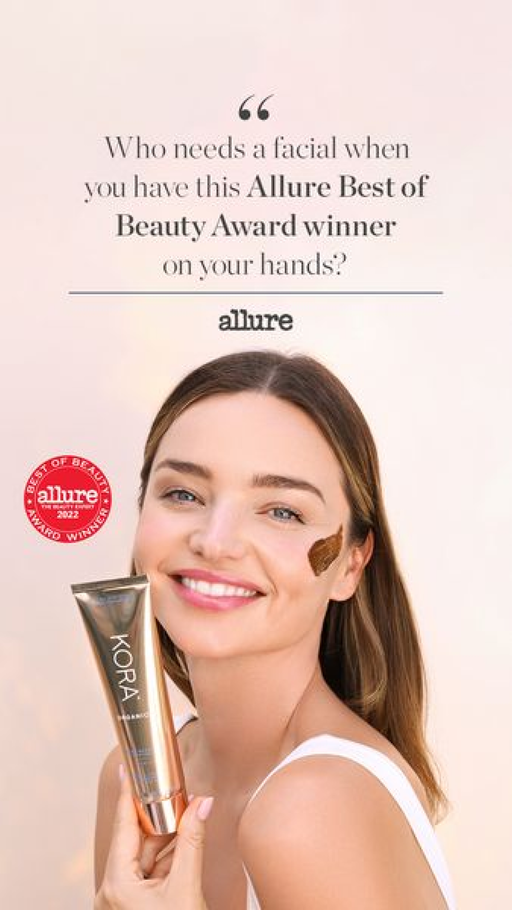 “
Who needs a facial when
you have this Allure Best of
Beauty Award winner
on your hands?
allure
BEST OF BEAUTY
allure
THE BEAUTY EXPERT
2022
AWARD WINNER
KORA
ORGANICS